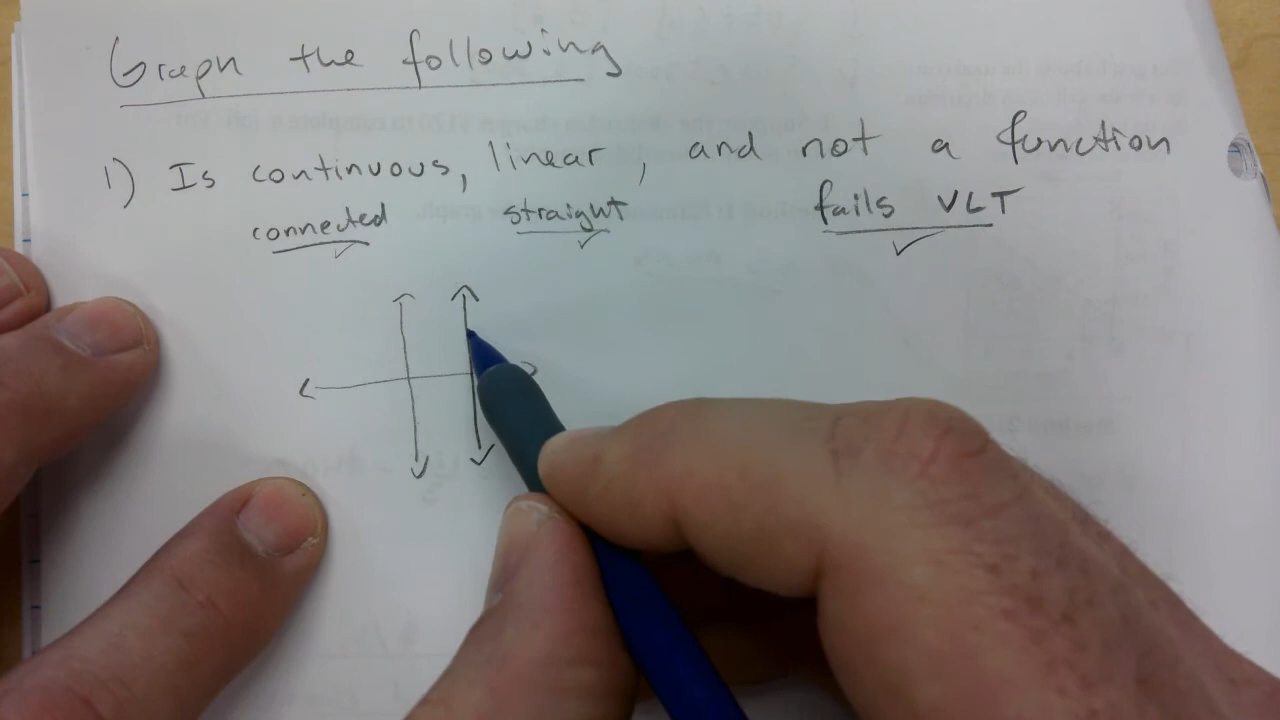 Graph the following
1) Is continuous, linear, and not a function
connected straight fails VLT